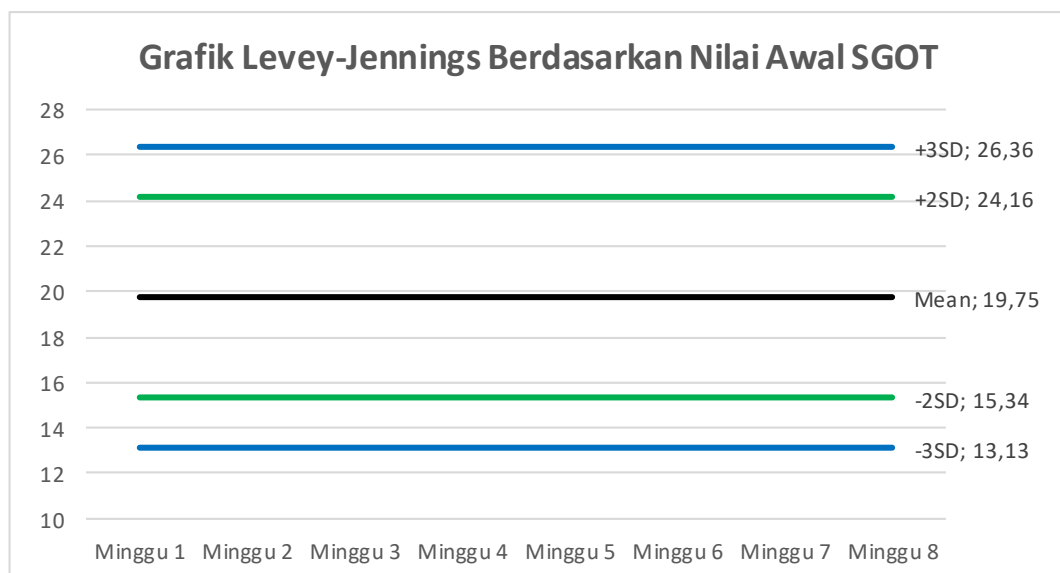 Grafik Levey-Jennings Berdasarkan Nilai Awal SGOT
28
26
24
22
20
18
16
14
12
10
+3SD; 26,36
+2SD; 24,16
Mean; 19,75
-2SD; 15,34
-3SD; 13,13
Minggu 1 Minggu 2 Minggu 3 Minggu 4 Minggu 5 Minggu 6 Minggu 7 Minggu 8